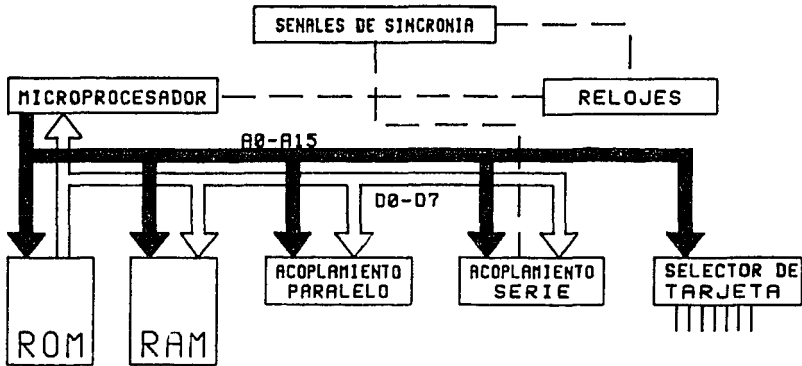 SENALES DE SINCRONIA
MICROPROCESADOR
RELOJES
A0-A15
D0-D7
ROM
RAM
ACOPLAMIENTO
PARALELO
ACOPLAMIENTO
SERIE
SELECTOR DE
TARJETA